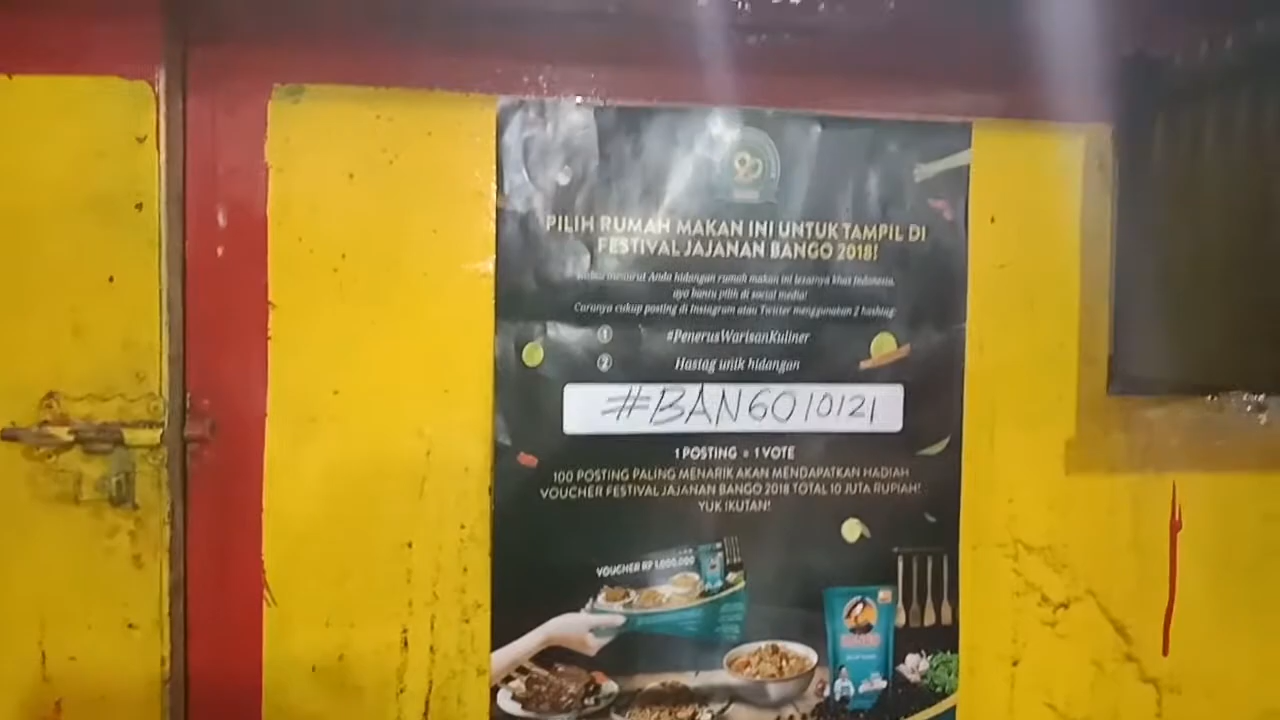 90
PILIH RUMAH MAKAN INI UNTUK TAMPIL DI
FESTIVAL JAJANAN BANGO 2018!
menurut Anda hidangan rumah makan ini lezatnya khas Indonesia,
ayo bantu pilih di social media!
Caranya cukup posting di Instagram atau Twitter menggunakan 2 hashtag:
1 #PenerusWarisanKuliner
2 Hastag unik hidangan
#BANGO10121
1 POSTING = 1 VOTE
100 POSTING PALING MENARIK AKAN MENDAPATKAN HADIAH
VOUCHER FESTIVAL JAJANAN BANGO 2018 TOTAL 10 JUTA RUPIAH!
YUK IKUTAN!
VOUCHER RP 1.000.000